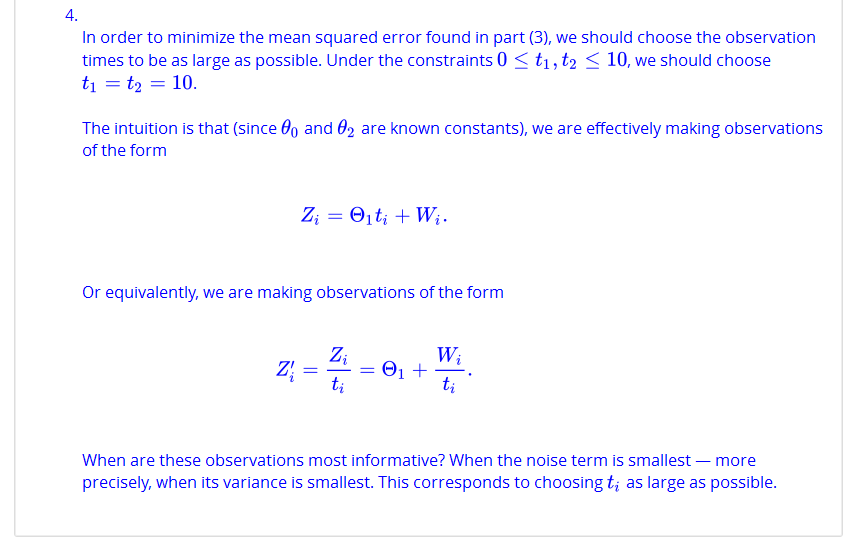 4.
In order to minimize the mean squared error found in part (3), we should choose the observation
times to be as large as possible. Under the constraints 0 ≤ t₁, t₂ ≤ 10, we should choose
t₁ = t₂ = 10.
The intuition is that (since θ₀ and θ₂ are known constants), we are effectively making observations
of the form
Zᵢ = Θ₁tᵢ + Wᵢ.
Or equivalently, we are making observations of the form
Z′ᵢ = Zᵢ/tᵢ = Θ₁ + Wᵢ/tᵢ.
When are these observations most informative? When the noise term is smallest — more
precisely, when its variance is smallest. This corresponds to choosing tᵢ as large as possible.